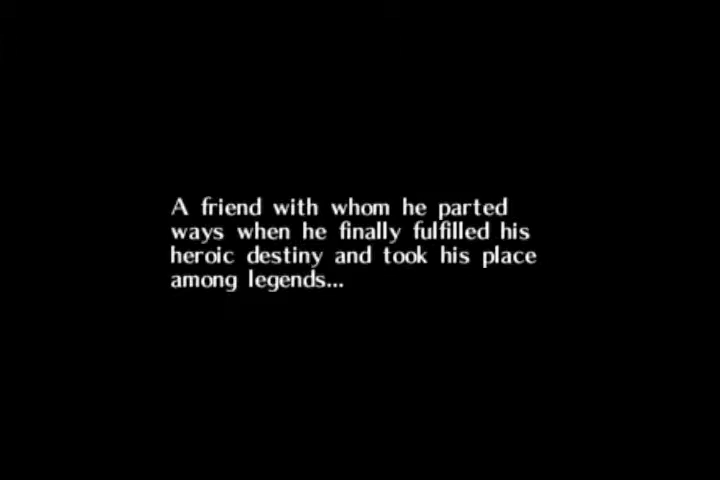 A friend with whom he parted
ways when he finally fulfilled his
heroic destiny and took his place
among legends...